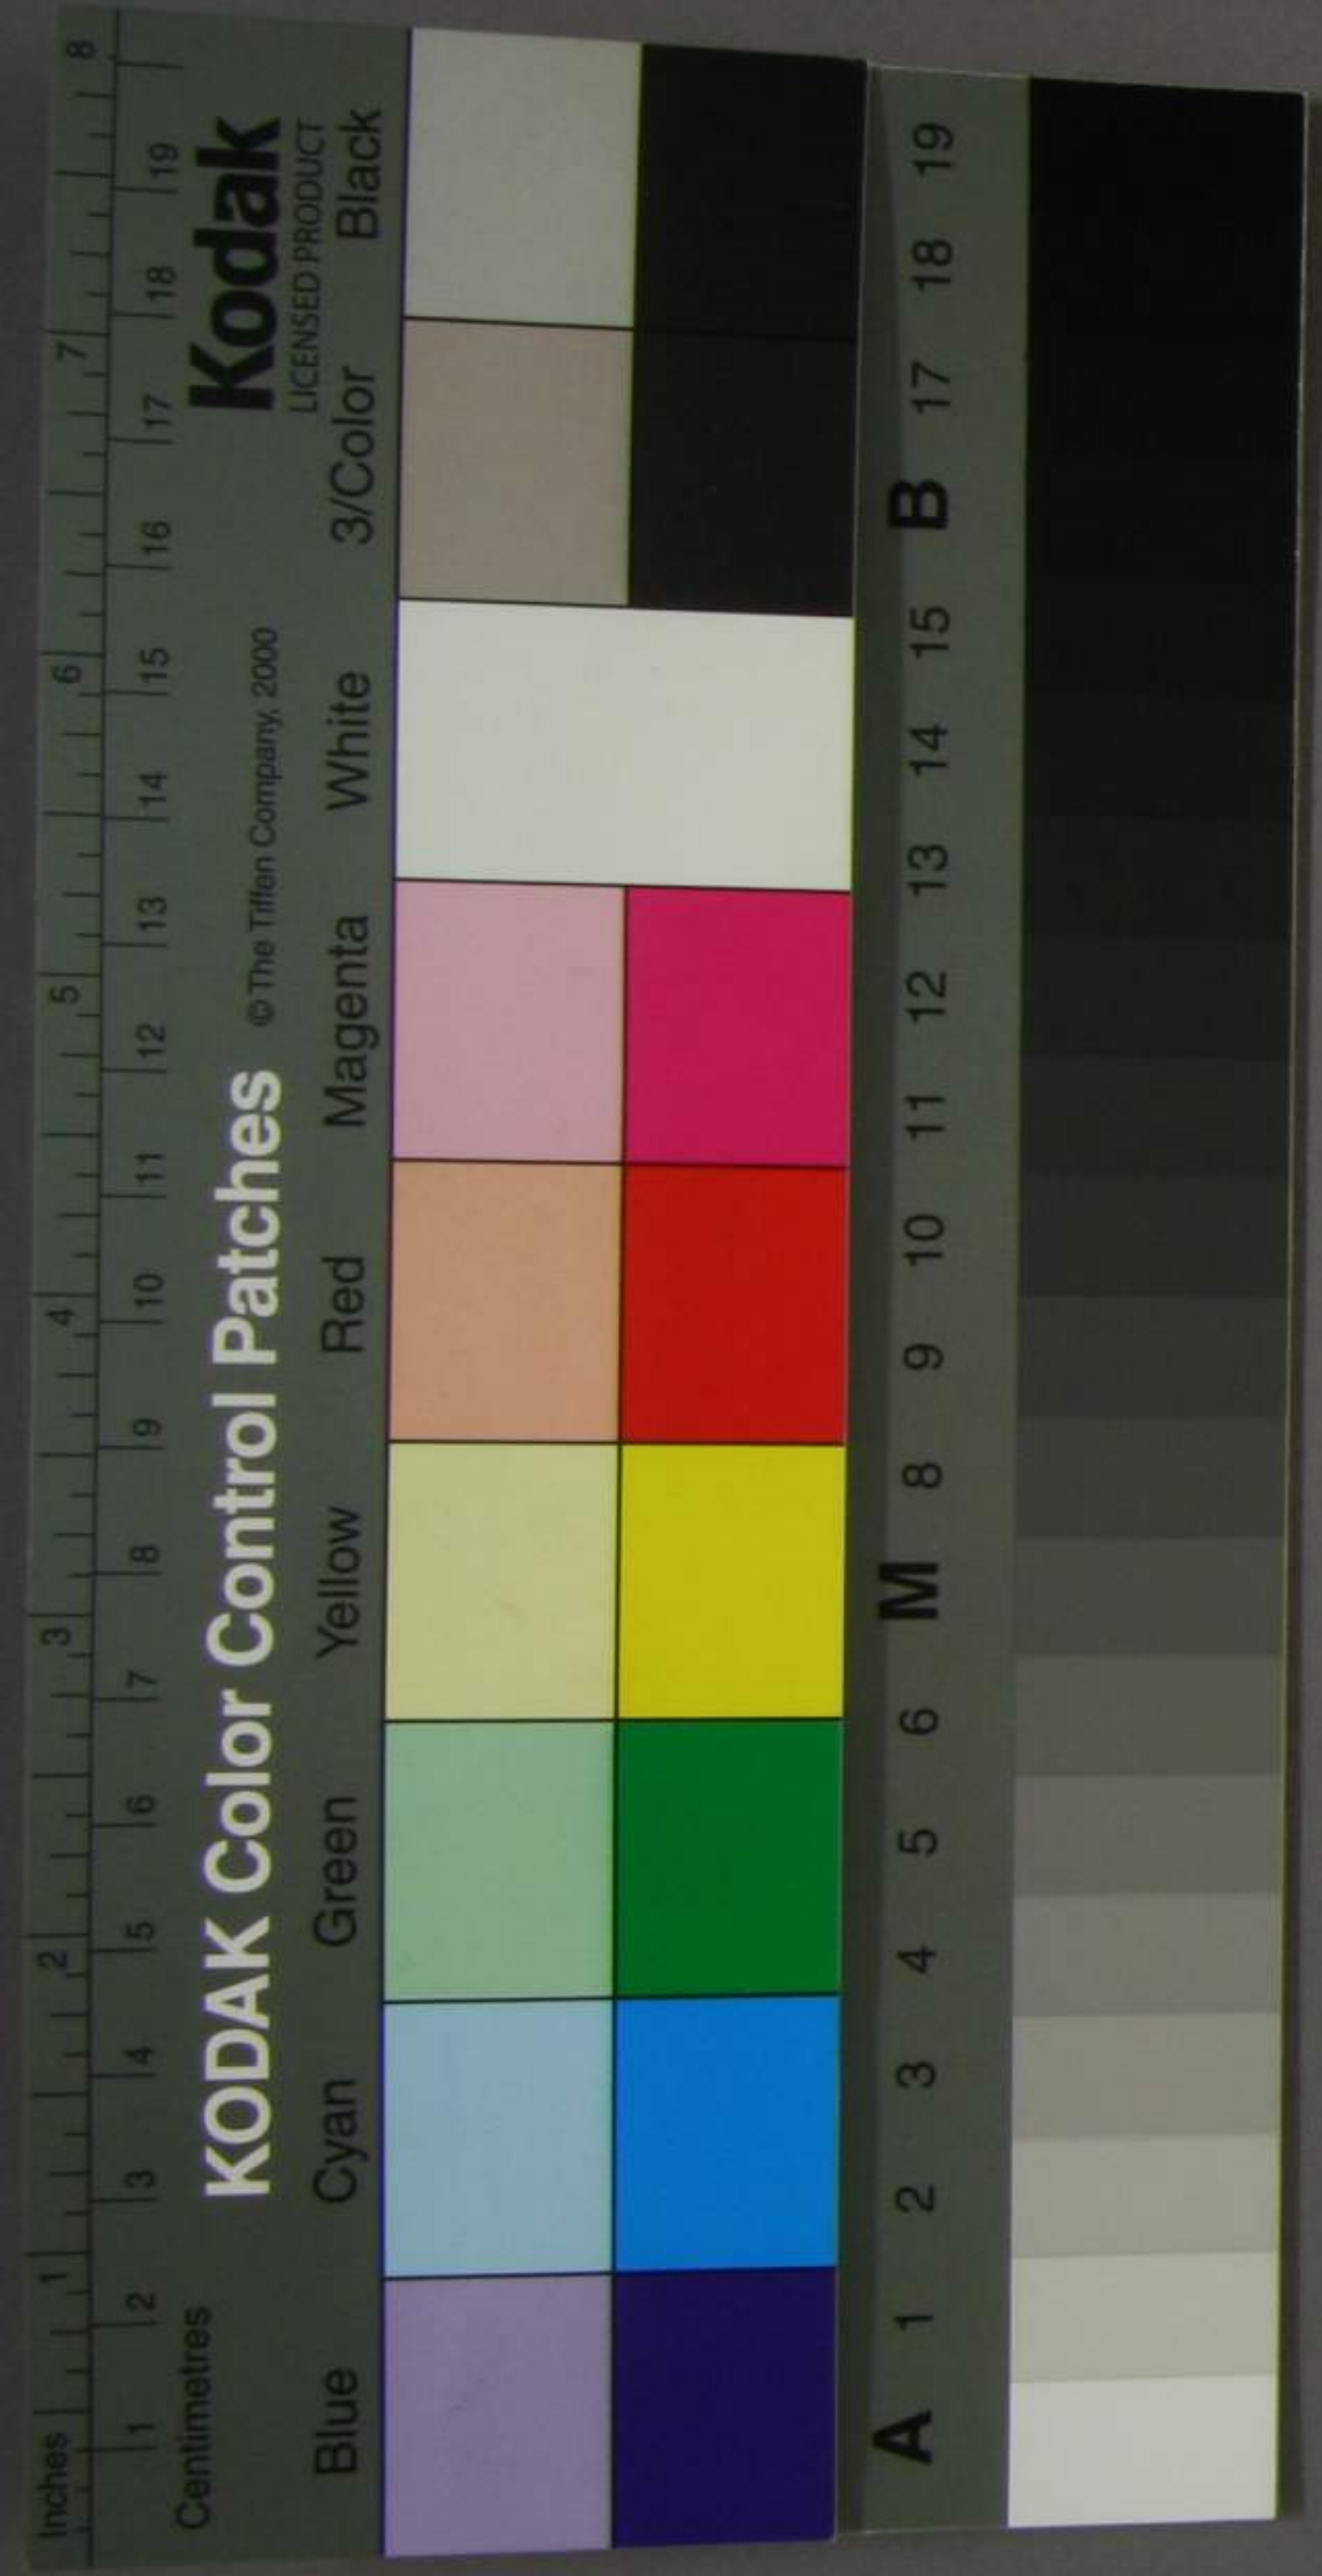 Inches 1 2 3 4 5 6 7 8
1 2 3 4 5 6 7 8 9 10 11 12 13 14 15 16 17 18 19
Centimetres
KODAK Color Control Patches © The Tiffen Company, 2000 Kodak
LICENSED PRODUCT
Blue Cyan Green Yellow Red Magenta White 3/Color Black
A 1 2 3 4 5 6 M 8 9 10 11 12 13 14 15 B 17 18 19